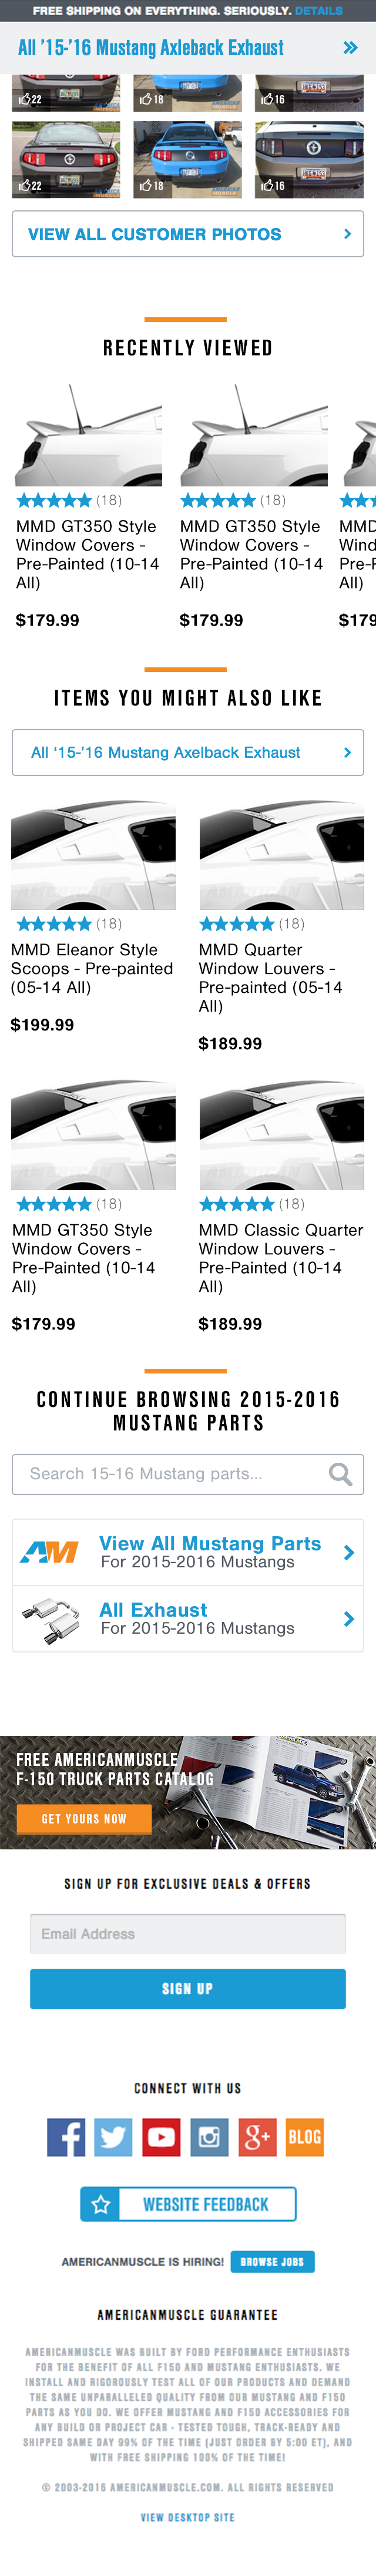 FREE SHIPPING ON EVERYTHING. SERIOUSLY. DETAILS
All ’15-’16 Mustang Axleback Exhaust
22
18
16
22
18
16
VIEW ALL CUSTOMER PHOTOS
RECENTLY VIEWED
(18)
(18)
MMD GT350 Style
Window Covers -
Pre-Painted (10-14
All)
$179.99
MMD GT350 Style
Window Covers -
Pre-Painted (10-14
All)
$179.99
MMD
Wind
Pre-P
All)
$179
ITEMS YOU MIGHT ALSO LIKE
All ‘15-’16 Mustang Axelback Exhaust
(18)
MMD Eleanor Style
Scoops - Pre-painted
(05-14 All)
$199.99
(18)
MMD Quarter
Window Louvers -
Pre-painted (05-14
All)
$189.99
(18)
MMD GT350 Style
Window Covers -
Pre-Painted (10-14
All)
$179.99
(18)
MMD Classic Quarter
Window Louvers -
Pre-Painted (10-14
All)
$189.99
CONTINUE BROWSING 2015-2016
MUSTANG PARTS
Search 15-16 Mustang parts...
AM
View All Mustang Parts
For 2015-2016 Mustangs
All Exhaust
For 2015-2016 Mustangs
FREE AMERICANMUSCLE
F-150 TRUCK PARTS CATALOG
GET YOURS NOW
SIGN UP FOR EXCLUSIVE DEALS & OFFERS
Email Address
SIGN UP
CONNECT WITH US
BLOG
WEBSITE FEEDBACK
AMERICANMUSCLE IS HIRING! BROWSE JOBS
AMERICANMUSCLE GUARANTEE
AMERICANMUSCLE WAS BUILT BY FORD PERFORMANCE ENTHUSIASTS
FOR THE BENEFIT OF ALL F150 AND MUSTANG ENTHUSIASTS. WE
INSTALL AND RIGOROUSLY TEST ALL OF OUR PRODUCTS AND DEMAND
THE SAME UNPARALLELED QUALITY FROM OUR MUSTANG AND F150
PARTS AS YOU DO. WE OFFER MUSTANG AND F150 ACCESSORIES FOR
ANY BUILD OR PROJECT CAR - TESTED TOUGH, TRACK-READY AND
SHIPPED SAME DAY 99% OF THE TIME (JUST ORDER BY 5:00 ET), AND
WITH FREE SHIPPING 100% OF THE TIME!
© 2003-2016 AMERICANMUSCLE.COM. ALL RIGHTS RESERVED
VIEW DESKTOP SITE